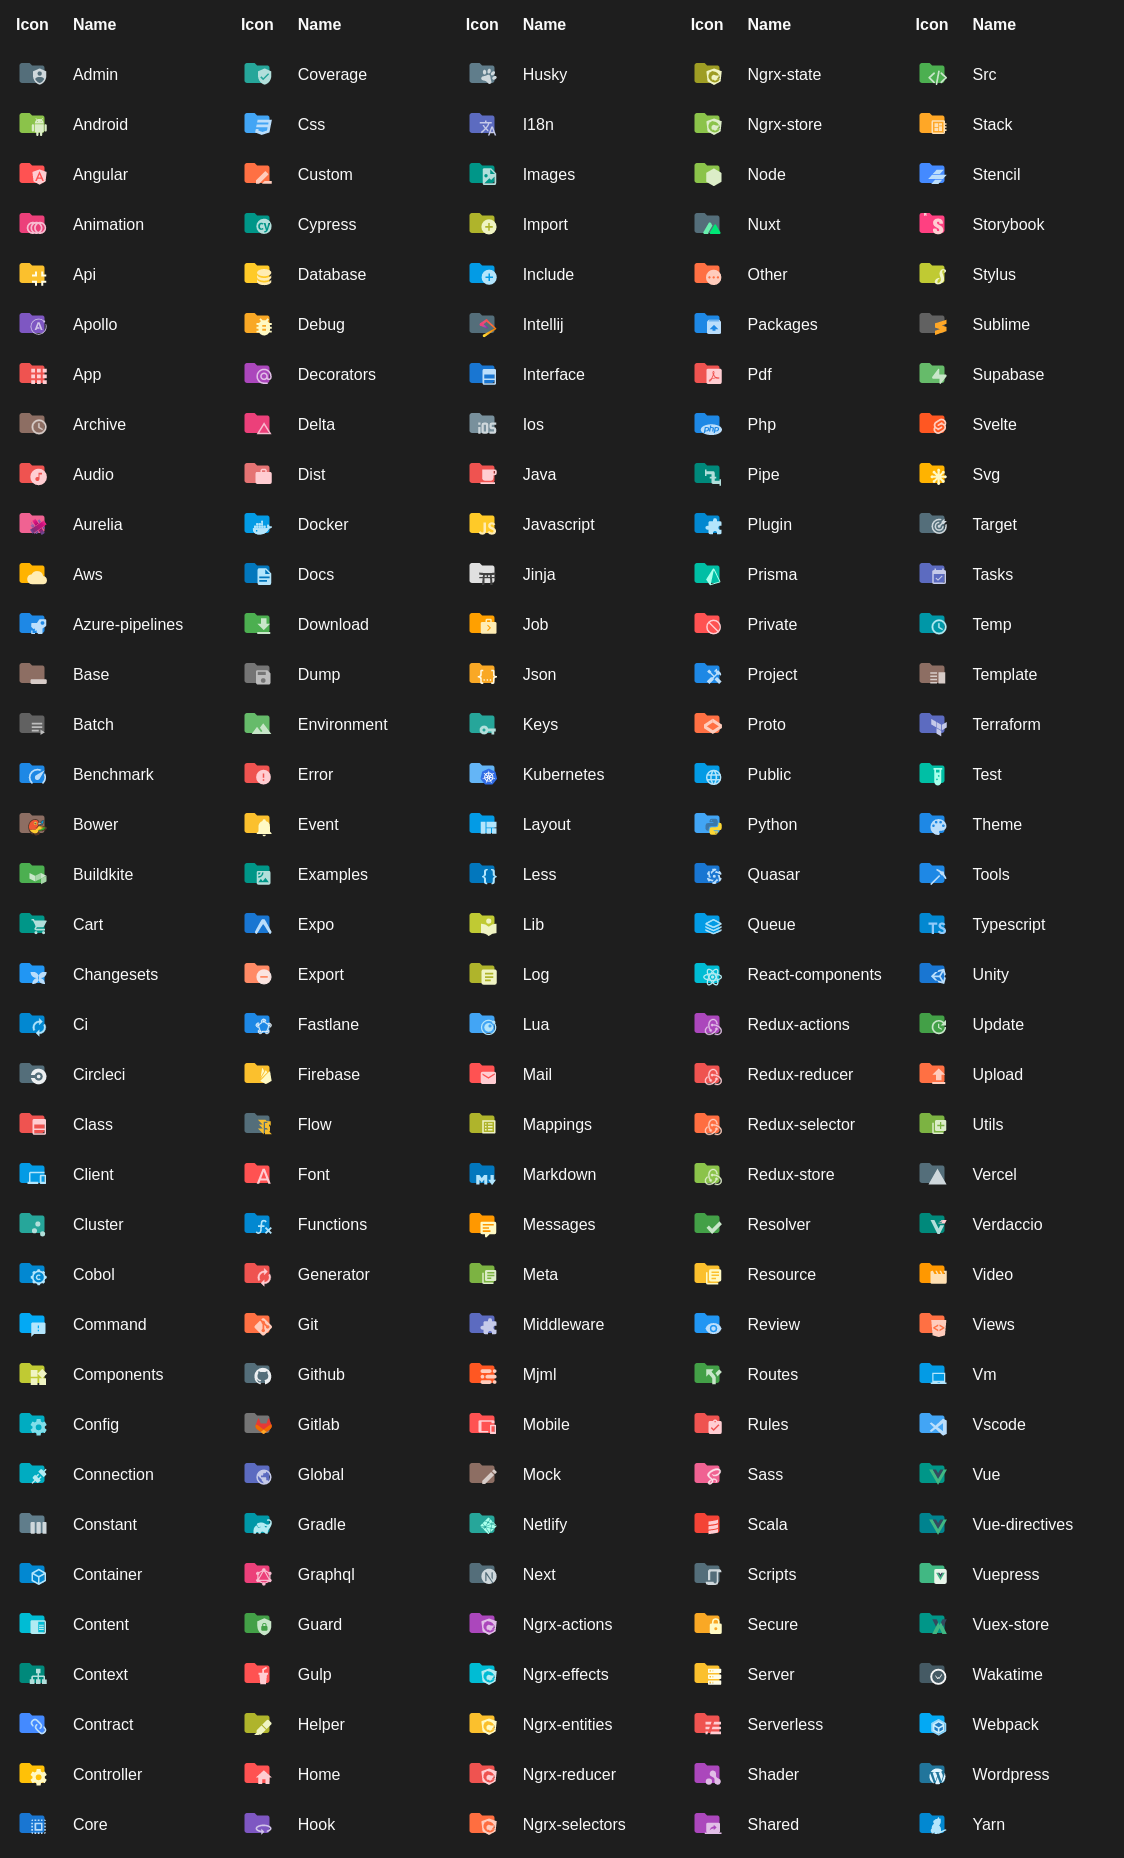 Icon Name Icon Name Icon Name Icon Name Icon Name
Admin Coverage Husky Ngrx-state Src
Android Css I18n Ngrx-store Stack
Angular Custom Images Node Stencil
Animation Cypress Import Nuxt Storybook
Api Database Include Other Stylus
Apollo Debug Intellij Packages Sublime
App Decorators Interface Pdf Supabase
Archive Delta Ios Php Svelte
Audio Dist Java Pipe Svg
Aurelia Docker Javascript Plugin Target
Aws Docs Jinja Prisma Tasks
Azure-pipelines Download Job Private Temp
Base Dump Json Project Template
Batch Environment Keys Proto Terraform
Benchmark Error Kubernetes Public Test
Bower Event Layout Python Theme
Buildkite Examples Less Quasar Tools
Cart Expo Lib Queue Typescript
Changesets Export Log React-components Unity
Ci Fastlane Lua Redux-actions Update
Circleci Firebase Mail Redux-reducer Upload
Class Flow Mappings Redux-selector Utils
Client Font Markdown Redux-store Vercel
Cluster Functions Messages Resolver Verdaccio
Cobol Generator Meta Resource Video
Command Git Middleware Review Views
Components Github Mjml Routes Vm
Config Gitlab Mobile Rules Vscode
Connection Global Mock Sass Vue
Constant Gradle Netlify Scala Vue-directives
Container Graphql Next Scripts Vuepress
Content Guard Ngrx-actions Secure Vuex-store
Context Gulp Ngrx-effects Server Wakatime
Contract Helper Ngrx-entities Serverless Webpack
Controller Home Ngrx-reducer Shader Wordpress
Core Hook Ngrx-selectors Shared Yarn